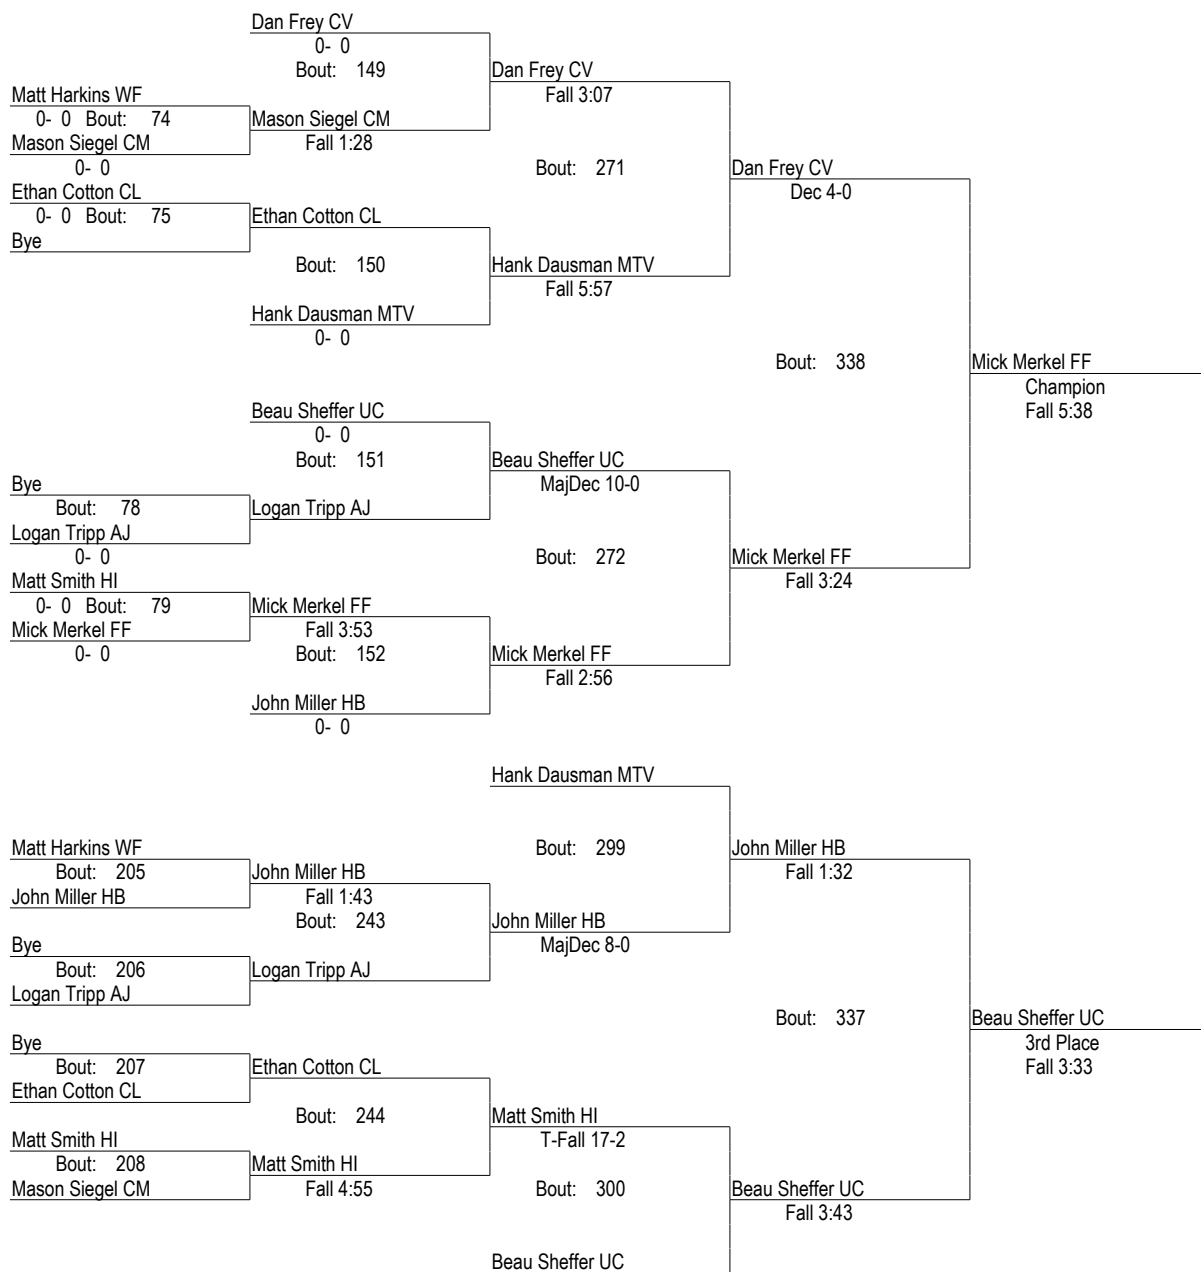 Dan Frey CV
0- 0
Bout: 149
Dan Frey CV
Fall 3:07
Matt Harkins WF
0- 0 Bout: 74
Mason Siegel CM
Mason Siegel CM
Fall 1:28
0- 0
Bout: 271
Dan Frey CV
Dec 4-0
Ethan Cotton CL
0- 0 Bout: 75
Ethan Cotton CL
Bye
Bout: 150
Hank Dausman MTV
Fall 5:57
Hank Dausman MTV
0- 0
Bout: 338
Mick Merkel FF
Champion
Fall 5:38
Beau Sheffer UC
0- 0
Bout: 151
Beau Sheffer UC
MajDec 10-0
Bye
Bout: 78
Logan Tripp AJ
Logan Tripp AJ
0- 0
Bout: 272
Mick Merkel FF
Fall 3:24
Matt Smith HI
0- 0 Bout: 79
Mick Merkel FF
Mick Merkel FF
Fall 3:53
0- 0
Bout: 152
Mick Merkel FF
Fall 2:56
John Miller HB
0- 0
Hank Dausman MTV
Matt Harkins WF
Bout: 205
John Miller HB
Bout: 299
John Miller HB
Fall 1:32
John Miller HB
Fall 1:43
Bout: 243
John Miller HB
MajDec 8-0
Bye
Bout: 206
Logan Tripp AJ
Logan Tripp AJ
Bout: 337
Beau Sheffer UC
3rd Place
Fall 3:33
Bye
Bout: 207
Ethan Cotton CL
Ethan Cotton CL
Bout: 244
Matt Smith HI
T-Fall 17-2
Matt Smith HI
Bout: 208
Matt Smith HI
Mason Siegel CM
Fall 4:55
Bout: 300
Beau Sheffer UC
Fall 3:43
Beau Sheffer UC